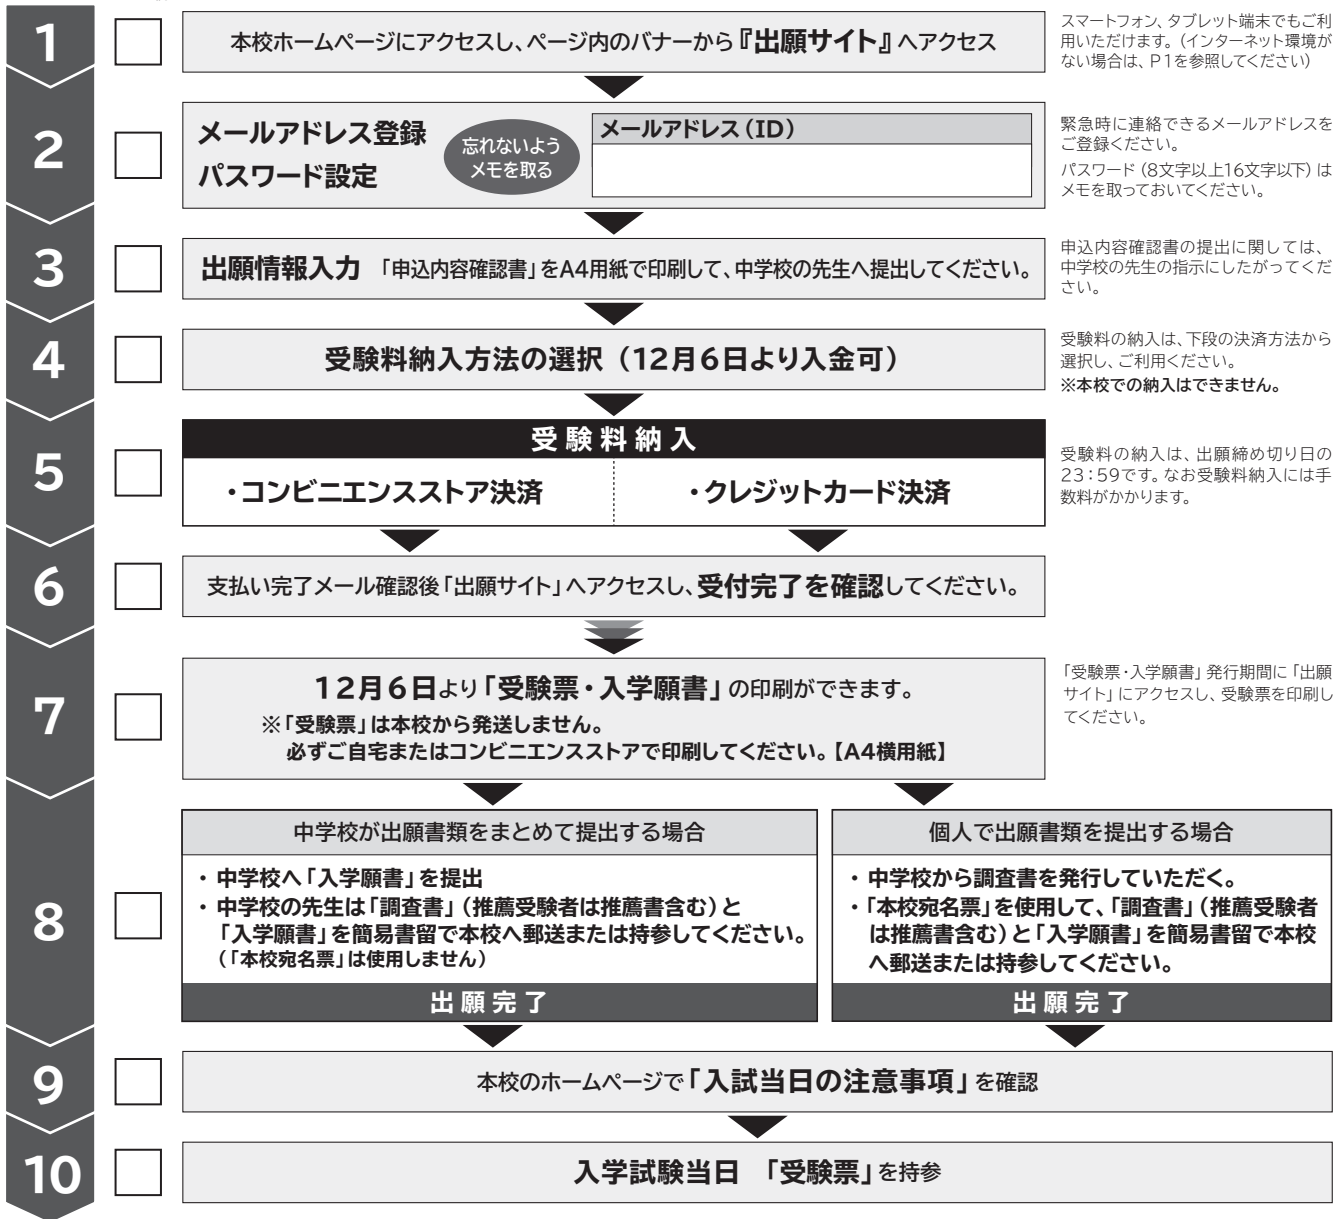 1
本校ホームページにアクセスし、ページ内のバナーから『出願サイト』へアクセス
スマートフォン、タブレット端末でもご利
用いただけます。(インターネット環境が
ない場合は、P1を参照してください)
2
メールアドレス登録
パスワード設定
忘れないよう
メモを取る
メールアドレス(ID)
緊急時に連絡できるメールアドレスを
ご登録ください。
パスワード(8文字以上16文字以下)は
メモを取っておいてください。
3
出願情報入力 「申込内容確認書」をA4用紙で印刷して、中学校の先生へ提出してください。
申込内容確認書の提出に関しては、
中学校の先生の指示にしたがってくだ
さい。
4
受験料納入方法の選択(12月6日より入金可)
受験料の納入は、下段の決済方法から
選択し、ご利用ください。
※本校での納入はできません。
5
受験料納入
・コンビニエンスストア決済
・クレジットカード決済
受験料の納入は、出願締め切り日の
23:59です。なお受験料納入には手
数料がかかります。
6
支払い完了メール確認後「出願サイト」へアクセスし、受付完了を確認してください。
7
12月6日より「受験票・入学願書」の印刷ができます。
※「受験票」は本校から発送しません。
必ずご自宅またはコンビニエンスストアで印刷してください。【A4横用紙】
「受験票・入学願書」発行期間に「出願
サイト」にアクセスし、受験票を印刷し
てください。
8
中学校が出願書類をまとめて提出する場合
・中学校へ「入学願書」を提出
・中学校の先生は「調査書」(推薦受験者は推薦書含む)と
「入学願書」を簡易書留で本校へ郵送または持参してください。
(「本校宛名票」は使用しません)
出願完了
個人で出願書類を提出する場合
・中学校から調査書を発行していただく。
・「本校宛名票」を使用して、「調査書」(推薦受験者
は推薦書含む)と「入学願書」を簡易書留で本校
へ郵送または持参してください。
出願完了
9
本校のホームページで「入試当日の注意事項」を確認
10
入学試験当日 「受験票」を持参